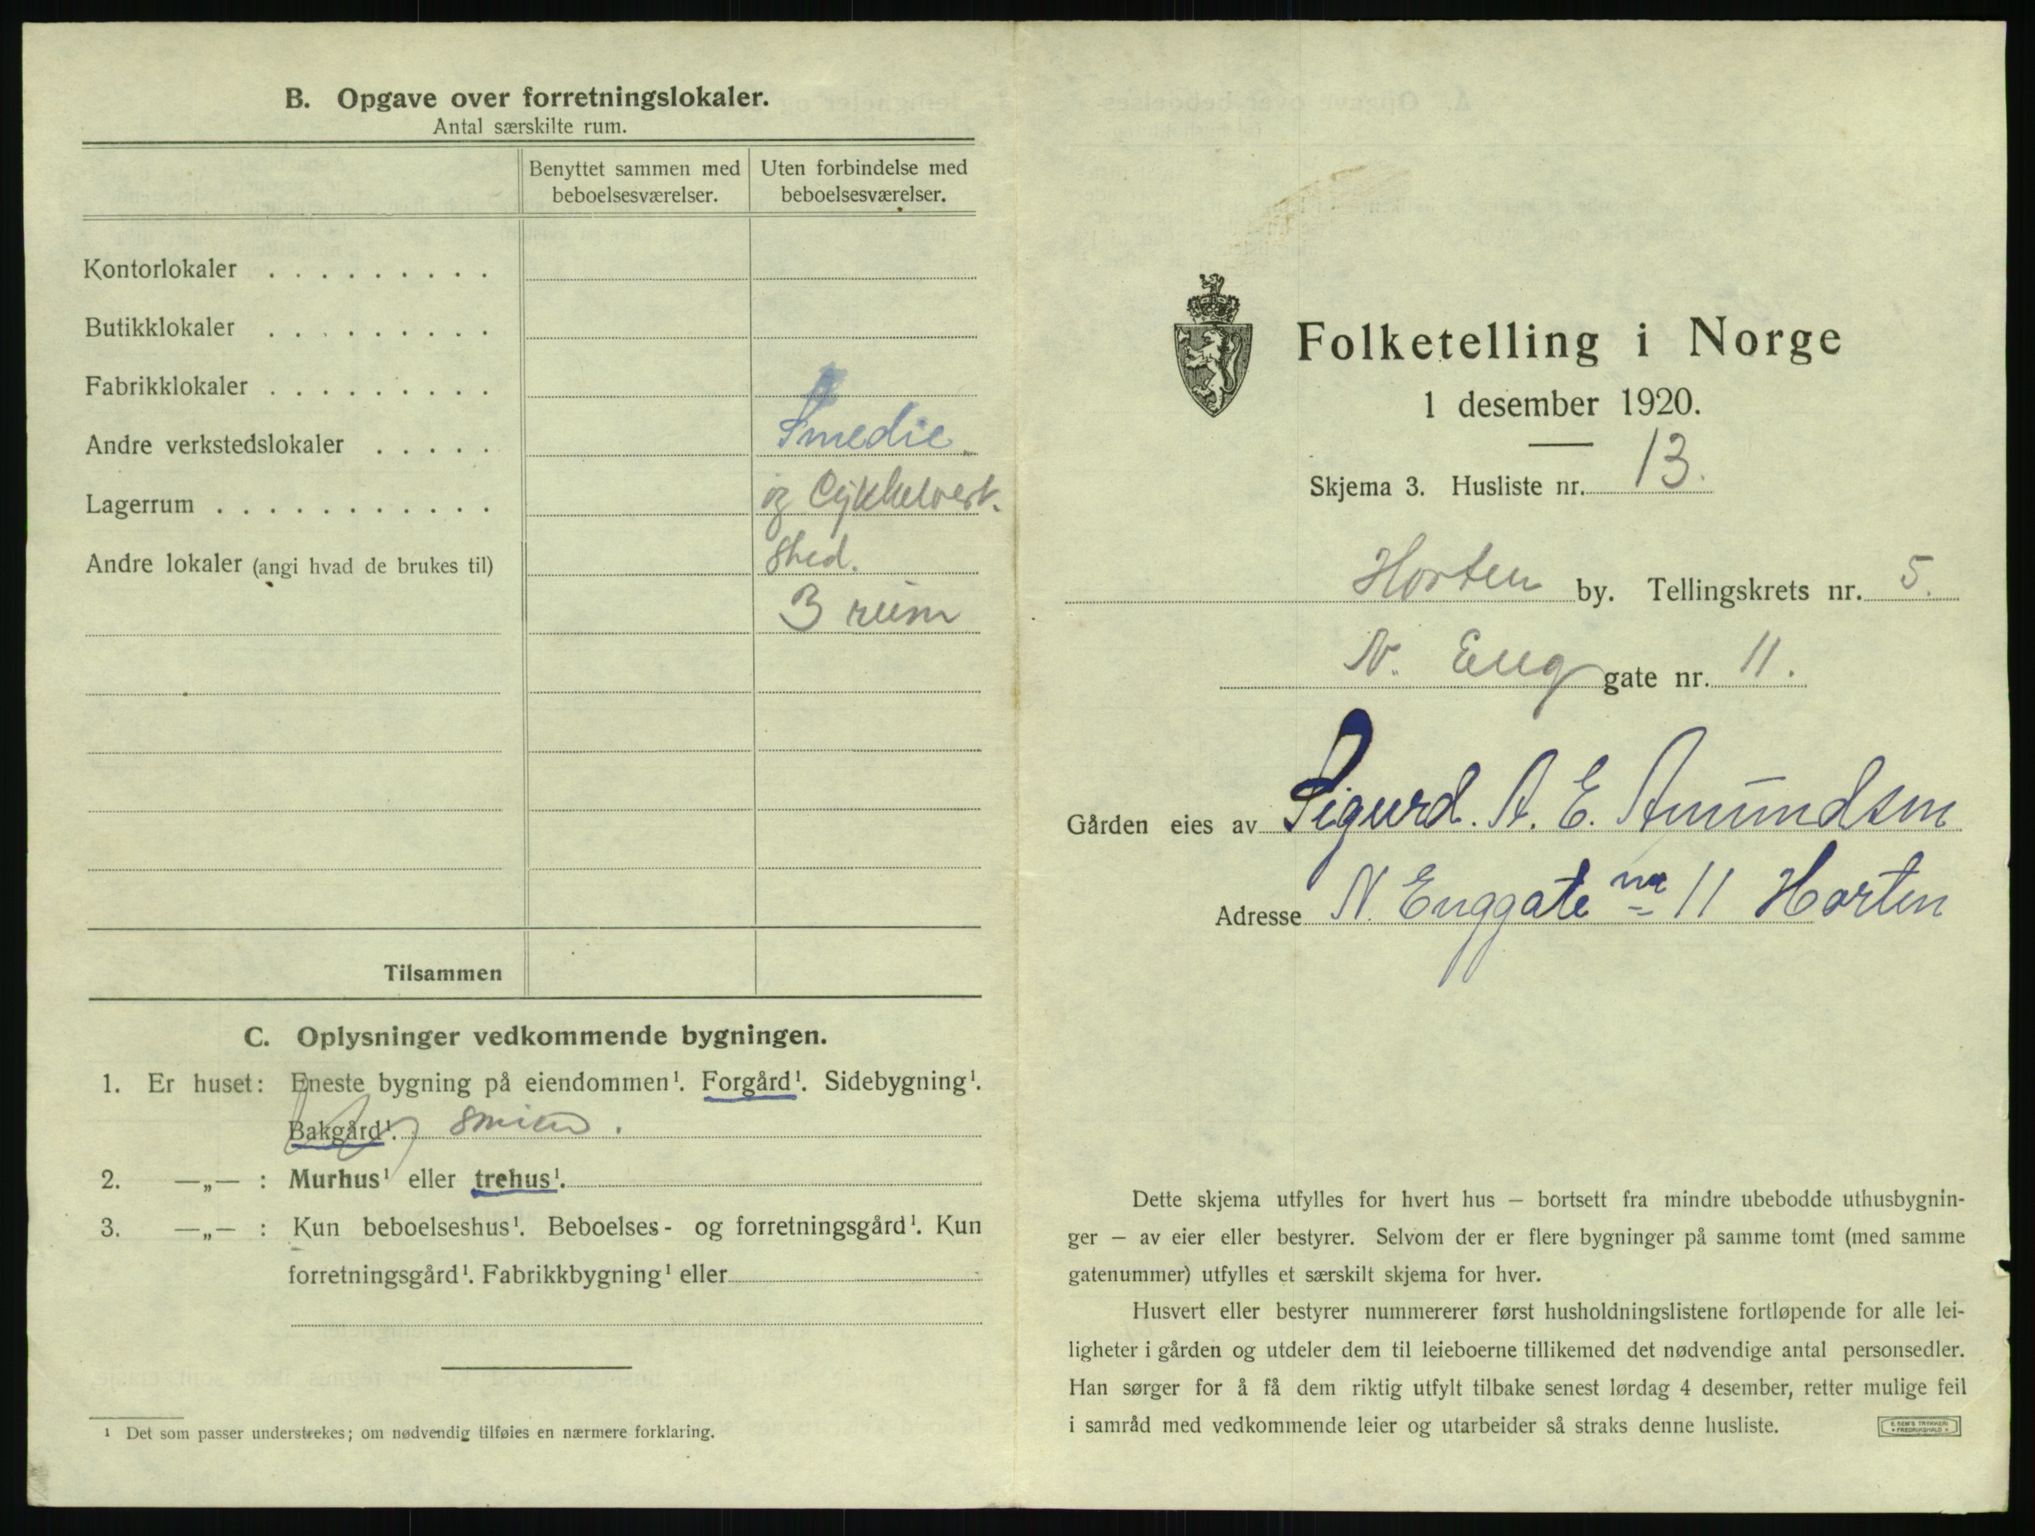 B. Opgave over forretningslokaler.
Antal særskilte rum.
Benyttet sammen med beboelsesværelser.
Uten forbindelse med beboelsesværelser.
Kontorlokaler . . . . . . . . .
Butikklokaler . . . . . . . . .
Fabrikklokaler . . . . . . . . .
Andre verkstedslokaler . . . . . Smedie
Lagerrum . . . . . . . . . . . og Cykkelverk.
Andre lokaler (angi hvad de brukes til) sted.
3 rum
Tilsammen
C. Oplysninger vedkommende bygningen.
1. Er huset: Eneste bygning på eiendommen¹. Forgård¹. Sidebygning¹.
Bakgård¹.
2. —„— : Murhus¹ eller trehus¹.
3. —„— : Kun beboelseshus¹. Beboelses- og forretningsgård¹. Kun
forretningsgård¹. Fabrikkbygning¹ eller
¹ Det som passer understrekes; om nødvendig tilføies en nærmere forklaring.
Folketelling i Norge
1 desember 1920.
Skjema 3. Husliste nr. 13.
Horten by. Tellingskrets nr. 5.
N. Eng gate nr. 11.
Gården eies av Sigurd. A. E. Amundsen
Adresse N. Enggate nr 11 Horten
Dette skjema utfylles for hvert hus — bortsett fra mindre ubebodde uthusbygnin-
ger — av eier eller bestyrer. Selvom der er flere bygninger på samme tomt (med samme
gatenummer) utfylles et særskilt skjema for hver.
Husvert eller bestyrer nummererer først husholdningslistene fortløpende for alle lei-
ligheter i gården og utdeler dem til leieboerne tillikemed det nødvendige antal personsedler.
Han sørger for å få dem riktig utfylt tilbake senest lørdag 4 desember, retter mulige feil
i samråd med vedkommende leier og utarbeider så straks denne husliste.
E. SEM'S TRYKKERI
FREDRIKSHALD